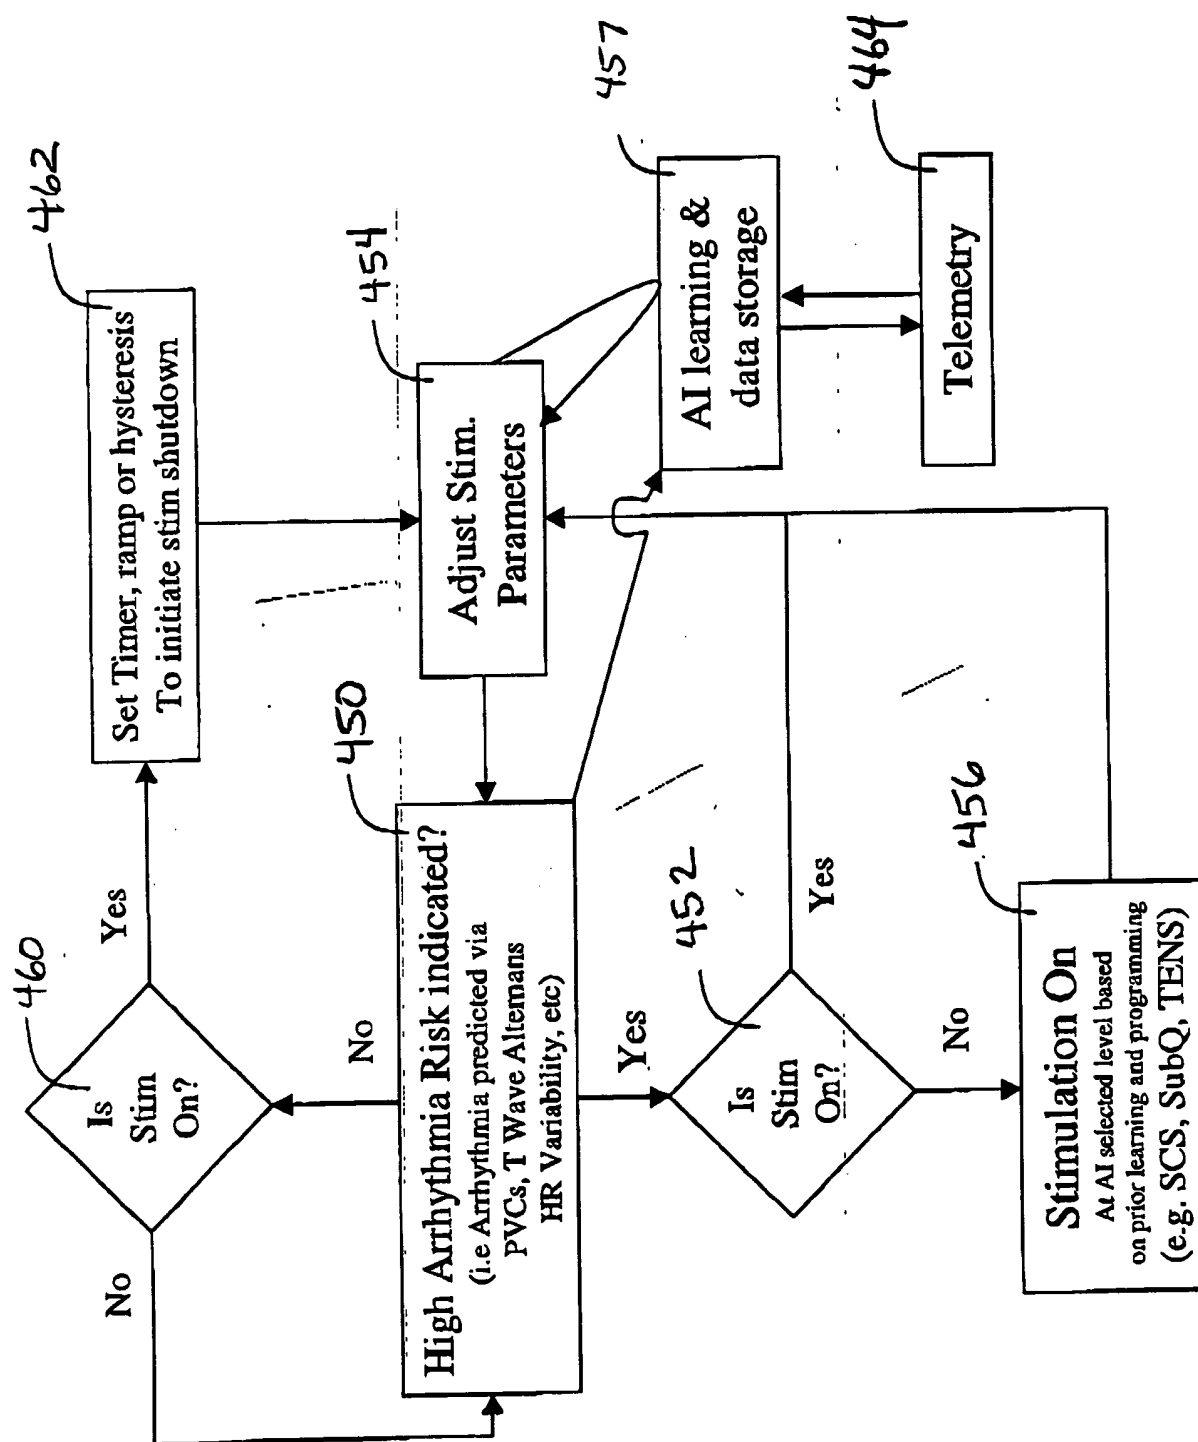 460
Is
Stim
On?
Yes
No
462
Set Timer, ramp or hysteresis
To initiate stim shutdown
No
450
High Arrhythmia Risk indicated?
(i.e Arrhythmia predicted via
PVCs, T Wave Alternans
HR Variability, etc)
454
Adjust Stim.
Parameters
Yes
452
Is
Stim
On?
Yes
No
457
AI learning &
data storage
464
Telemetry
456
Stimulation On
At AI selected level based
on prior learning and programming
(e.g. SCS, SubQ, TENS)